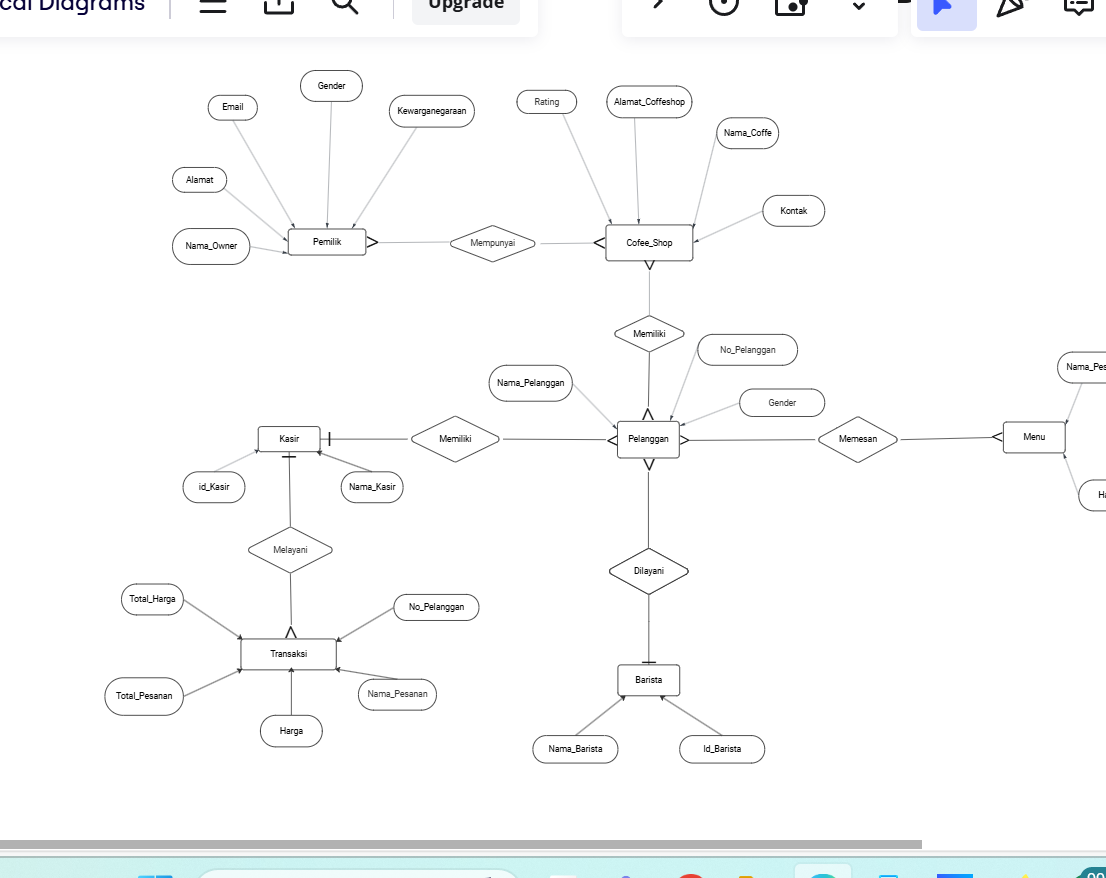 cal Diagrams
Upgrade
Gender
Email
Kewarganegaraan
Rating
Alamat_Coffeshop
Nama_Coffe
Alamat
Kontak
Nama_Owner
Pemilik
Mempunyai
Cofee_Shop
Memiliki
No_Pelanggan
Nama_Pes
Nama_Pelanggan
Gender
Kasir
Memiliki
Pelanggan
Memesan
Menu
id_Kasir
Nama_Kasir
Ha
Melayani
Dilayani
Total_Harga
No_Pelanggan
Transaksi
Barista
Total_Pesanan
Nama_Pesanan
Harga
Nama_Barista
Id_Barista